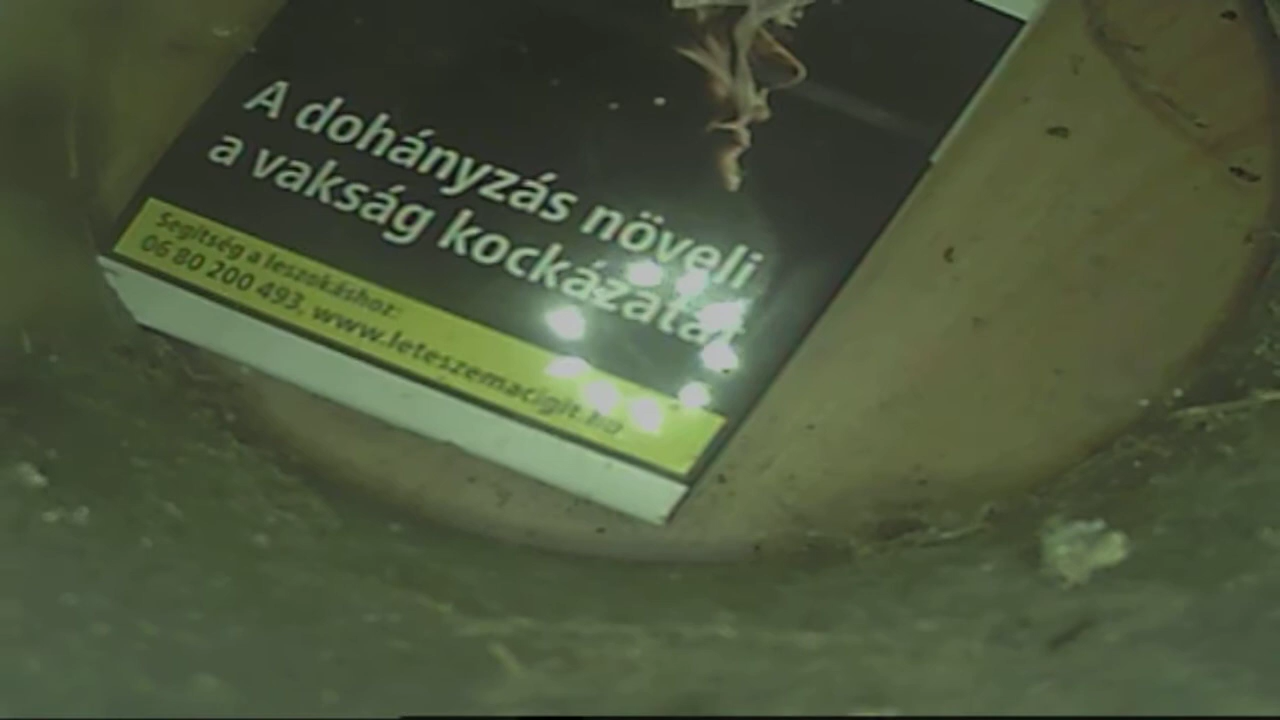 A dohányzás növeli
a vakság kockázatát
Segítség a leszokáshoz:
06 80 200 493, www.leteszemacigit.hu